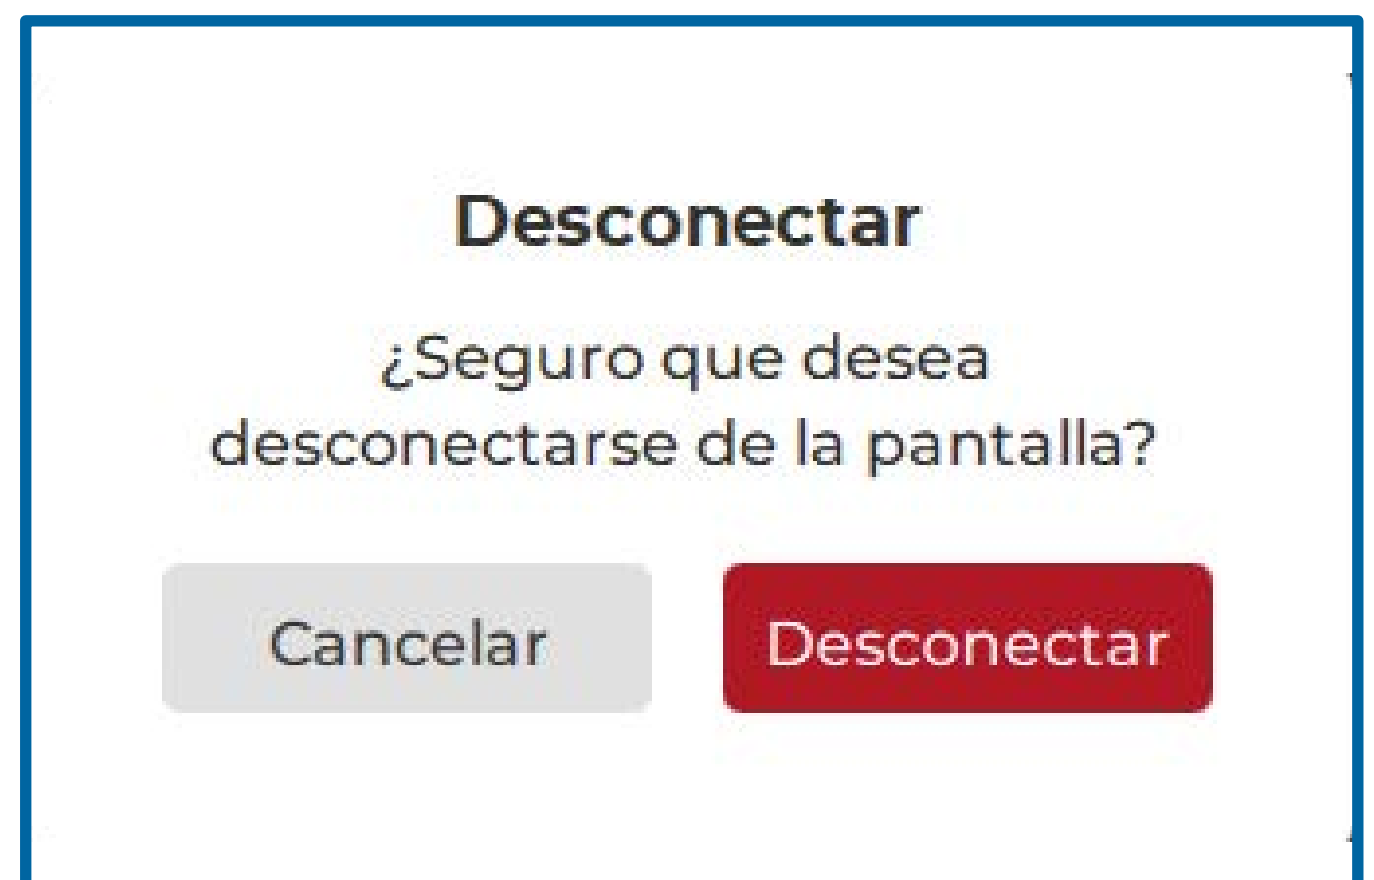 Desconectar
¿Seguro que desea
desconectarse de la pantalla?
Cancelar
Desconectar